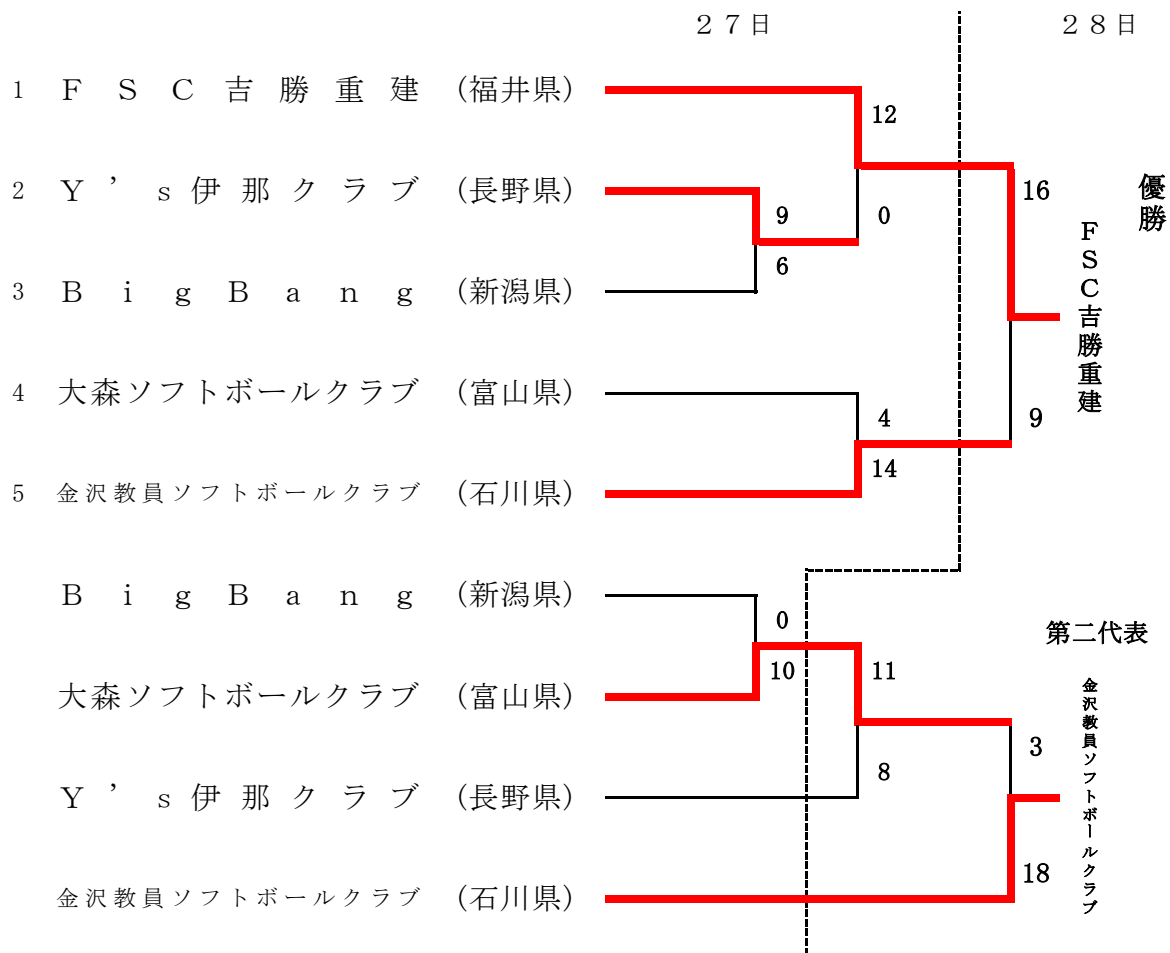 ２７日 ２８日
1 ＦＳＣ吉勝重建 (福井県)
12
2 Ｙ’ｓ伊那クラブ (長野県)
16
優勝
ＦＳＣ吉勝重建
9
0
6
3 ＢｉｇＢａｎｇ (新潟県)
4 大森ソフトボールクラブ (富山県)
4
9
14
5 金沢教員ソフトボールクラブ (石川県)
ＢｉｇＢａｎｇ (新潟県)
0
第二代表
10
11
大森ソフトボールクラブ (富山県)
金沢教員ソフトボールクラブ
3
8
Ｙ’ｓ伊那クラブ (長野県)
18
金沢教員ソフトボールクラブ (石川県)